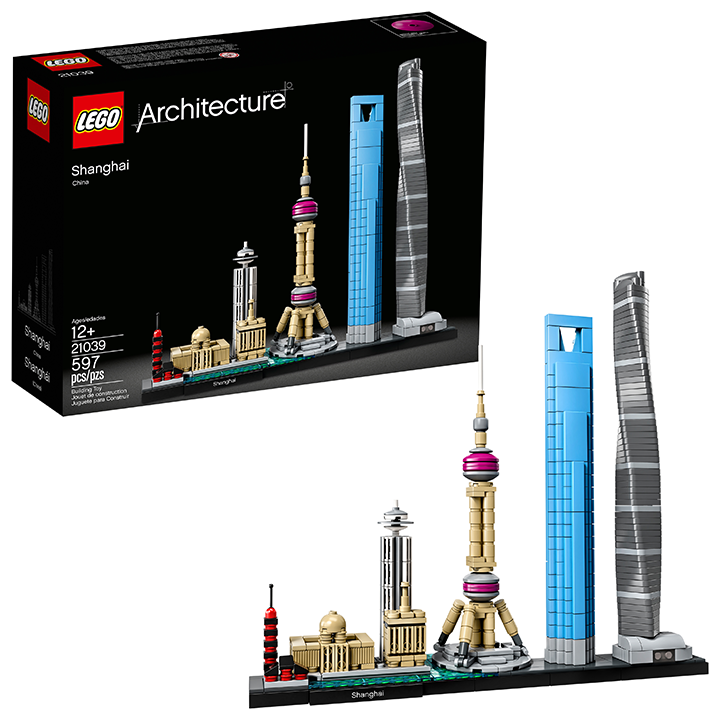 LEGO
21039
LEGO
LEGO
Architecture
Shanghai
China
Ages/edades
12+
21039
597
pcs/pzs
Building Toy
Jouet de construction
Juguete para Construir
Shanghai
Shanghai
Shanghai
Shanghai